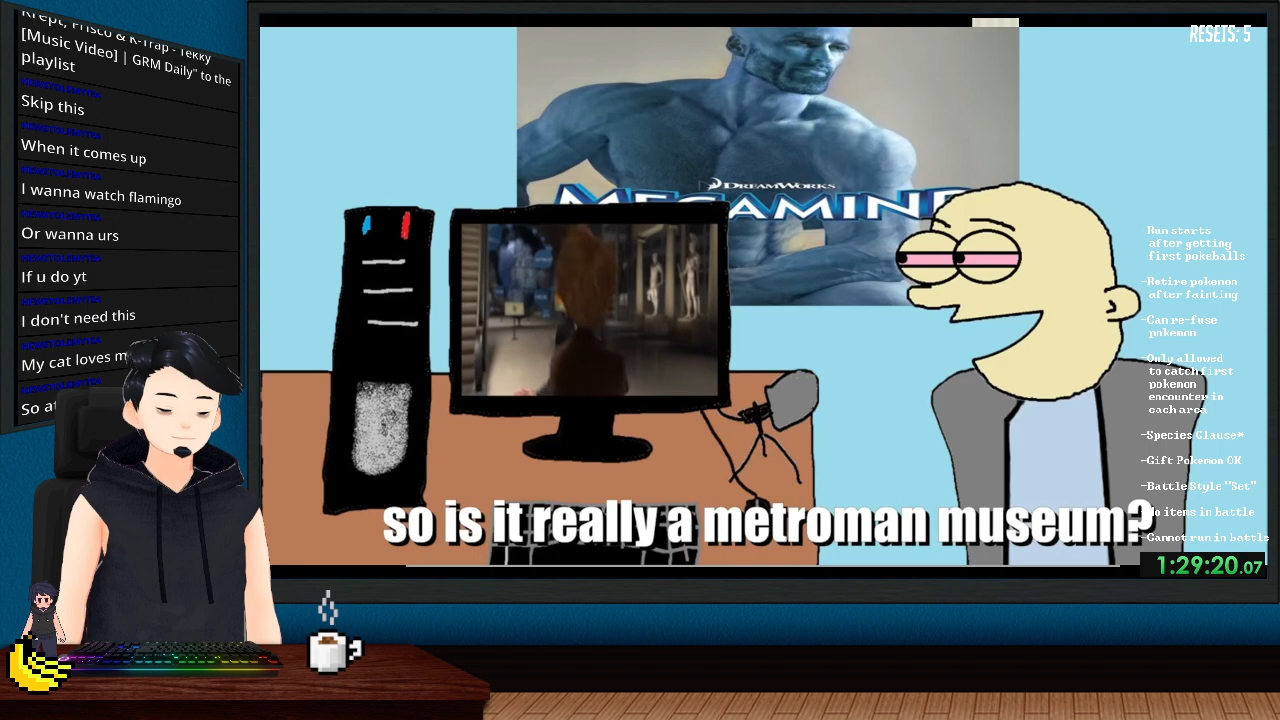 Krept, Frisco & K-Trap - Tekky
[Music Video] | GRM Daily" to the
playlist
Skip this
When it comes up
I wanna watch flamingo
Or wanna urs
If u do yt
I don't need this
My cat loves m
So
RESETS: 5
DREAMWORKS
MEGAMIND
so is it really a metroman museum?
Run starts
after getting
first pokeballs
-Retire pokemon
after fainting
-Can re-fuse
pokemon
-Only allowed
to catch first
pokemon
encounter in
each area
-Species Clause*
-Gift Pokemon OK
-Battle Style "Set"
-No items in battle
-Cannot run in battle
1:29:20.07